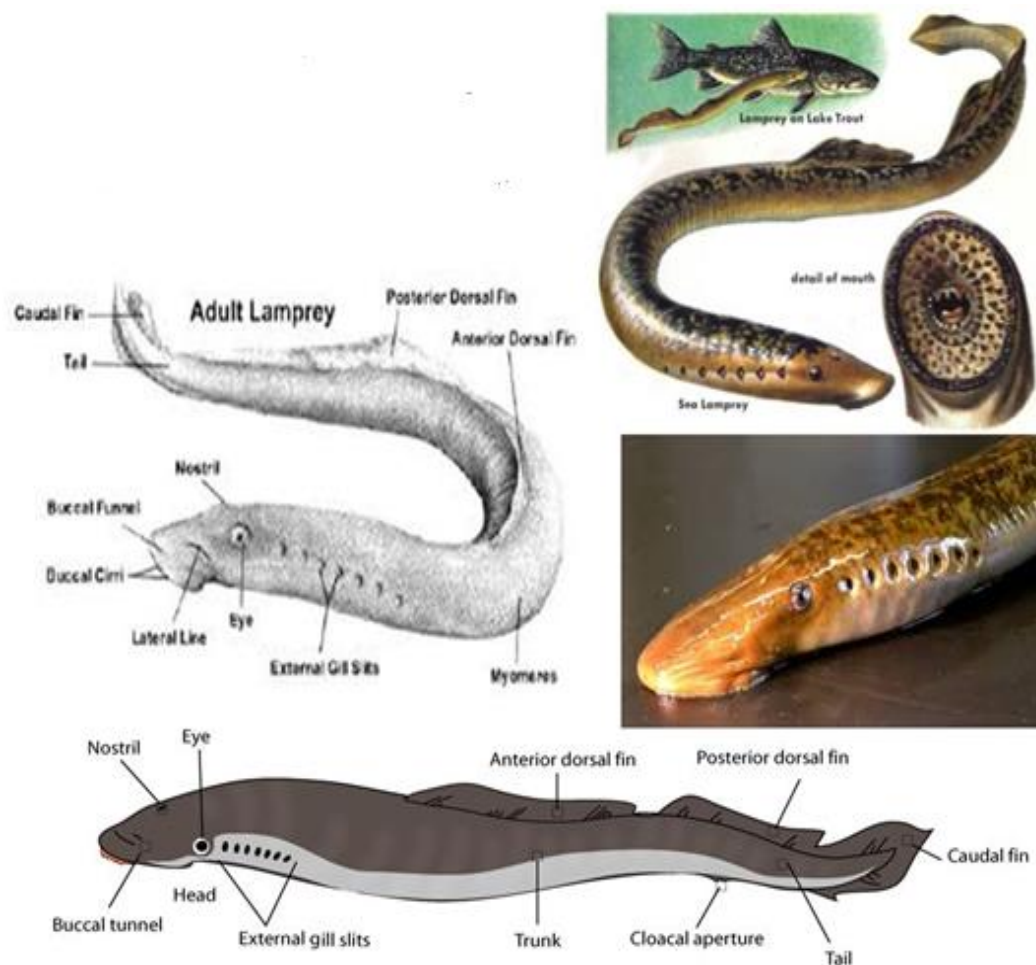 Lamprey on Lake Trout
detail of mouth
Sea Lamprey
Adult Lamprey
Caudal Fin
Tail
Posterior Dorsal Fin
Anterior Dorsal Fin
Nostril
Buccal Funnel
Buccal Cirri
Lateral Line
Eye
External Gill Slits
Myomeres
Nostril
Eye
Anterior dorsal fin
Posterior dorsal fin
Caudal fin
Head
Buccal tunnel
External gill slits
Trunk
Cloacal aperture
Tail